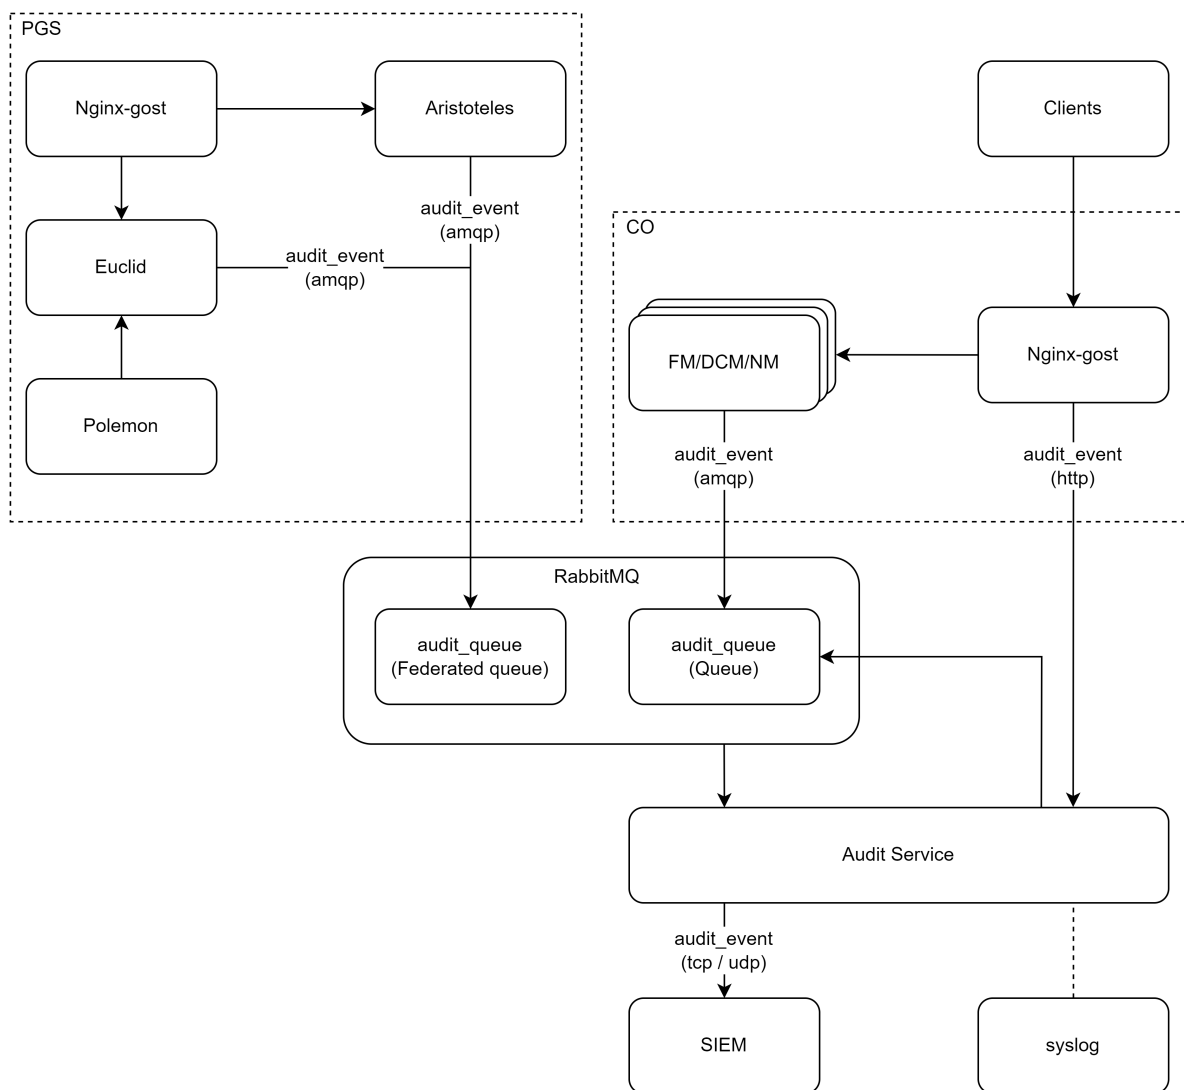 PGS
Nginx-gost
Aristoteles
Clients
audit_event
(amqp)
CO
Euclid
audit_event
(amqp)
FM/DCM/NM
Nginx-gost
Polemon
audit_event
(amqp)
audit_event
(http)
RabbitMQ
audit_queue
(Federated queue)
audit_queue
(Queue)
Audit Service
audit_event
(tcp / udp)
SIEM
syslog